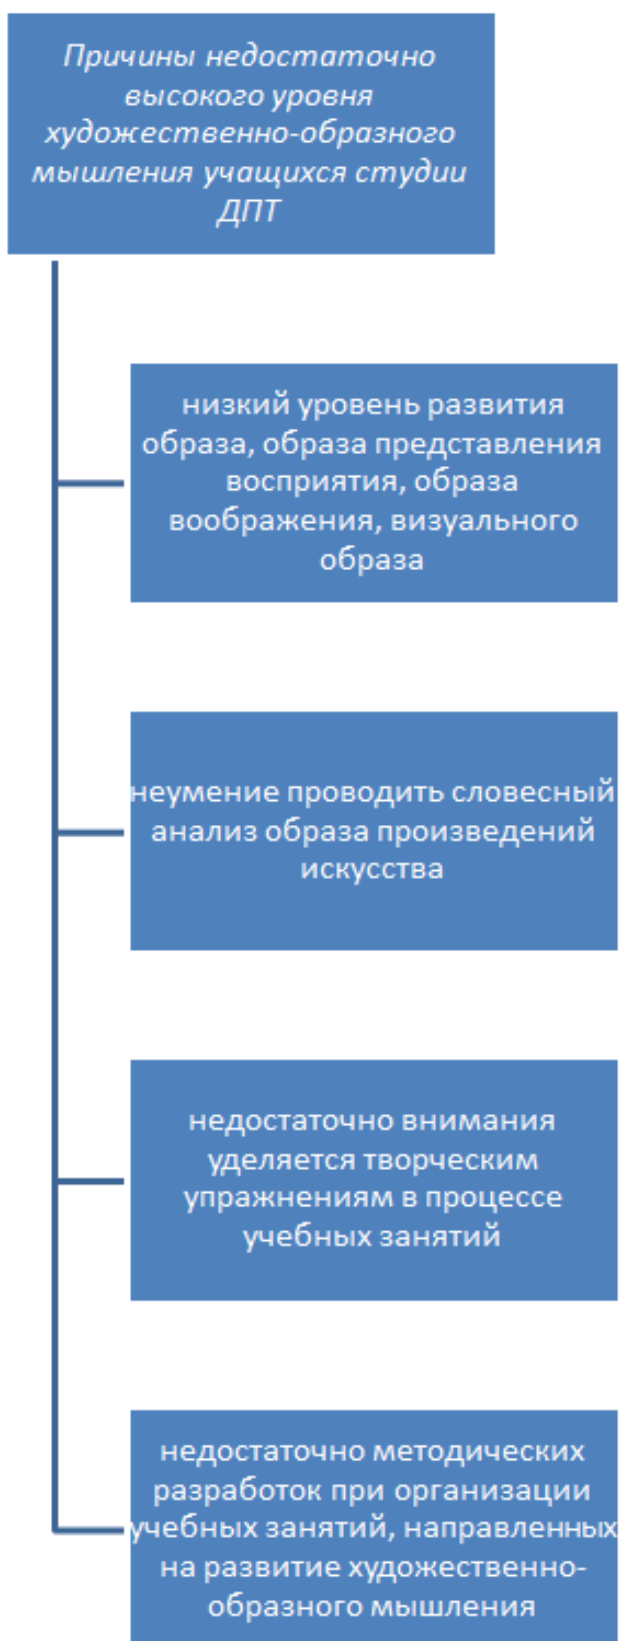 Причины недостаточно
высокого уровня
художественно-образного
мышления учащихся студии
ДПТ
низкий уровень развития
образа, образа представления
восприятия, образа
воображения, визуального
образа
неумение проводить словесный
анализ образа произведений
искусства
недостаточно внимания
уделяется творческим
упражнениям в процессе
учебных занятий
недостаточно методических
разработок при организации
учебных занятий, направленных
на развитие художественно-
образного мышления